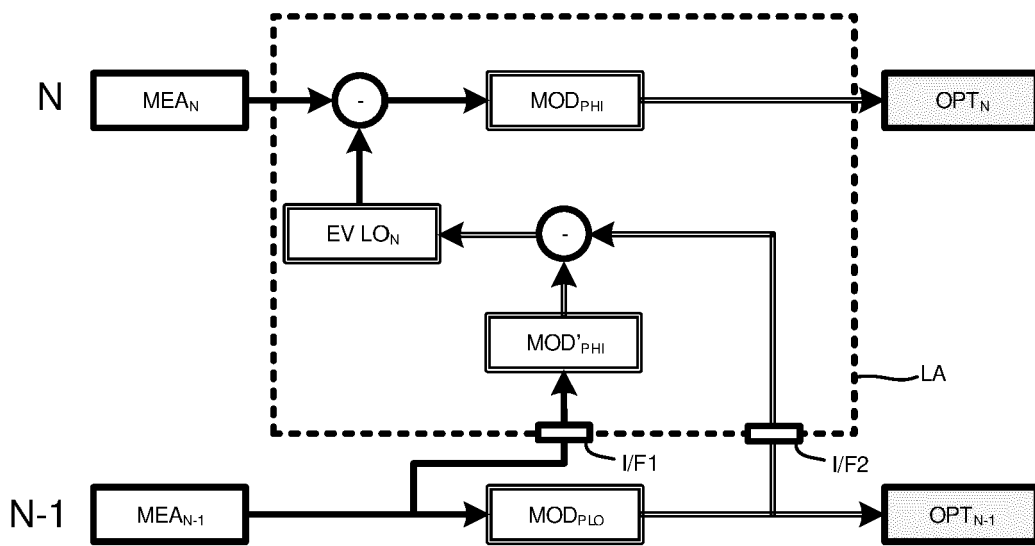 N
MEA_N
-
MOD_PHI
OPT_N
EV LO_N
-
MOD'_PHI
LA
I/F1
I/F2
N-1
MEA_N-1
MOD_PLO
OPT_N-1